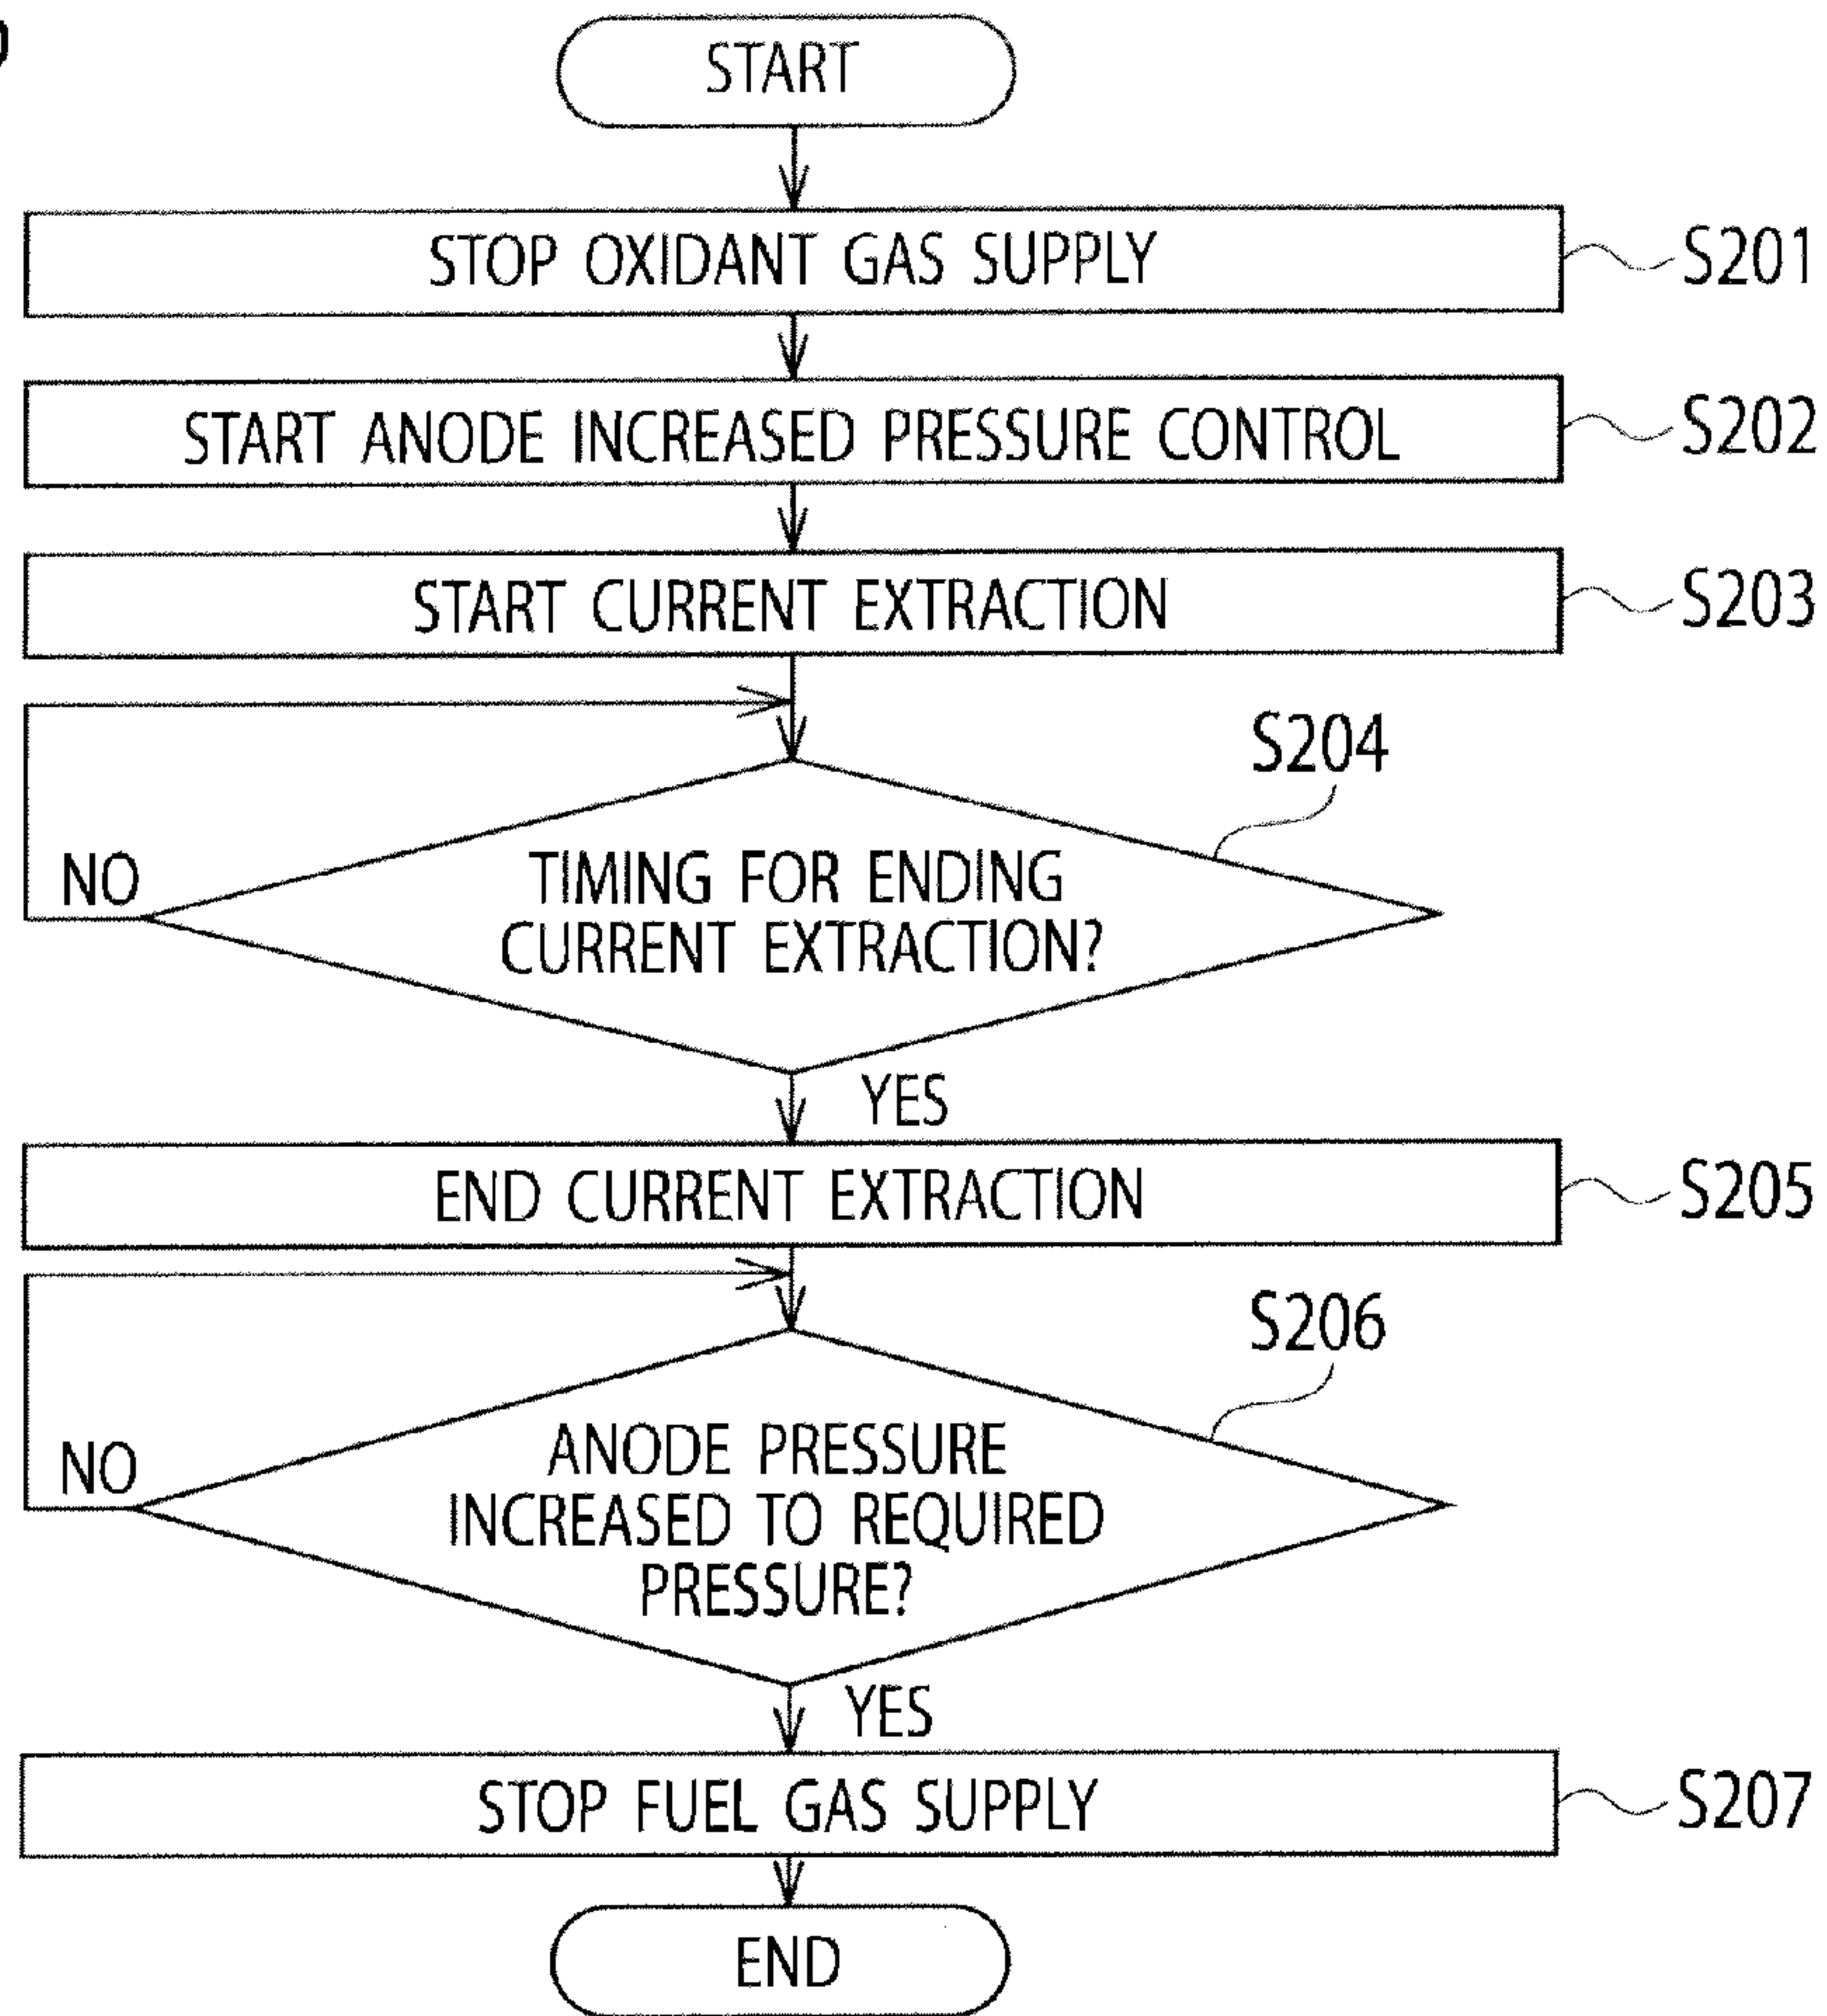 START
STOP OXIDANT GAS SUPPLY
S201
START ANODE INCREASED PRESSURE CONTROL
S202
START CURRENT EXTRACTION
S203
S204
TIMING FOR ENDING
CURRENT EXTRACTION?
NO
YES
END CURRENT EXTRACTION
S205
S206
ANODE PRESSURE
INCREASED TO REQUIRED
PRESSURE?
NO
YES
STOP FUEL GAS SUPPLY
S207
END